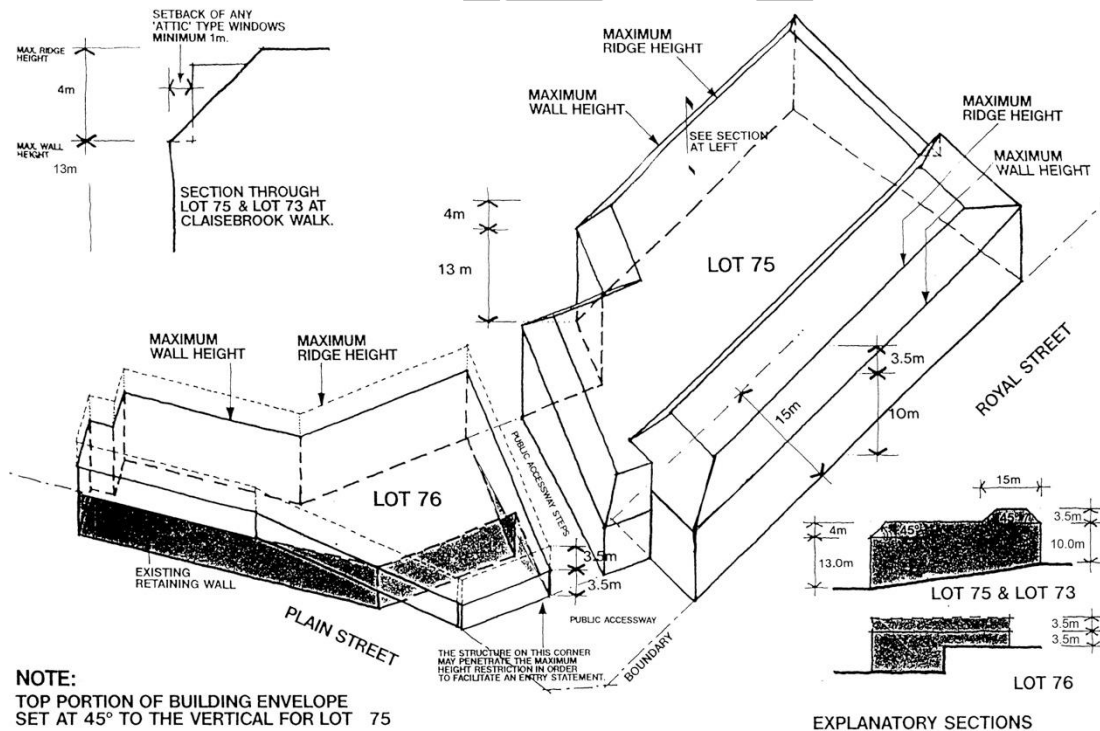 SETBACK OF ANY
'ATTIC' TYPE WINDOWS
MINIMUM 1m.
MAX. RIDGE
HEIGHT
4m
MAX. WALL
HEIGHT
13m
SECTION THROUGH
LOT 75 & LOT 73 AT
CLAISEBROOK WALK.
MAXIMUM
RIDGE HEIGHT
MAXIMUM
WALL HEIGHT
SEE SECTION
AT LEFT
MAXIMUM
RIDGE HEIGHT
MAXIMUM
WALL HEIGHT
4m
13 m
LOT 75
ROYAL STREET
3.5m
10m
15m
MAXIMUM
WALL HEIGHT
MAXIMUM
RIDGE HEIGHT
LOT 76
PUBLIC ACCESSWAY STEPS
EXISTING
RETAINING WALL
PLAIN STREET
3.5m
3.5m
PUBLIC ACCESSWAY
THE STRUCTURE ON THIS CORNER
MAY PENETRATE THE MAXIMUM
HEIGHT RESTRICTION IN ORDER
TO FACILITATE AN ENTRY STATEMENT.
BOUNDARY
15m
4m
45°
45°
3.5m
13.0m
10.0m
LOT 75 & LOT 73
3.5m
3.5m
LOT 76
EXPLANATORY SECTIONS
NOTE:
TOP PORTION OF BUILDING ENVELOPE
SET AT 45° TO THE VERTICAL FOR LOT 75